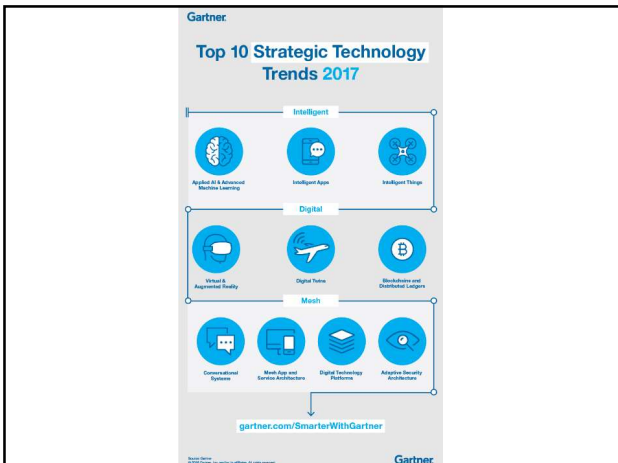 Gartner
Top 10 Strategic Technology
Trends 2017
Intelligent
Applied AI & Advanced
Machine Learning
Intelligent Apps
Intelligent Things
Digital
Virtual &
Augmented Reality
Digital Twins
Blockchains and
Distributed Ledgers
Mesh
Conversational
Systems
Mesh App and
Service Architecture
Digital Technology
Platforms
Adaptive Security
Architecture
gartner.com/SmarterWithGartner
Source: Gartner
Gartner